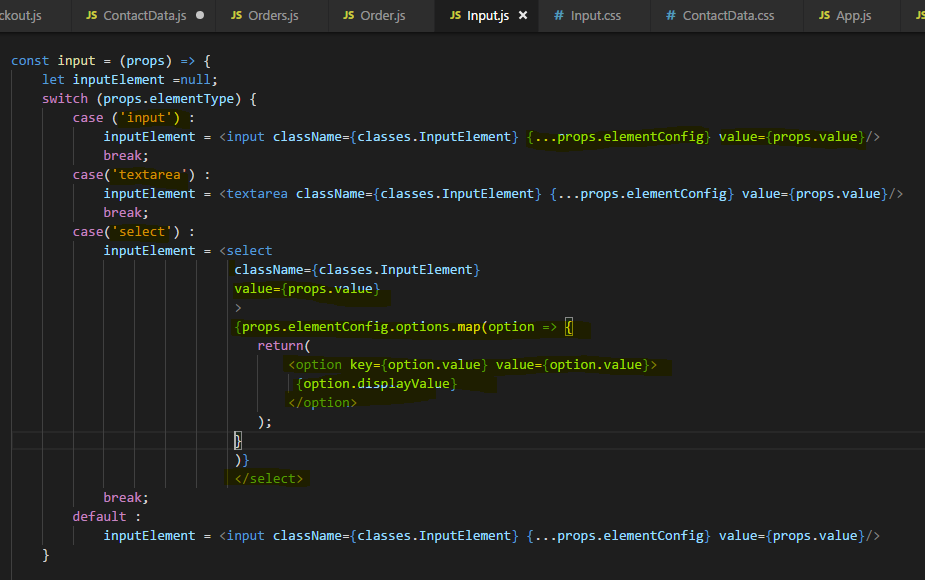 ckout.js JS ContactData.js ● JS Orders.js JS Order.js JS Input.js × # Input.css # ContactData.css JS App.js JS
const input = (props) => {
let inputElement =null;
switch (props.elementType) {
case ('input') :
inputElement = <input className={classes.InputElement} {...props.elementConfig} value={props.value}/>
break;
case('textarea') :
inputElement = <textarea className={classes.InputElement} {...props.elementConfig} value={props.value}/>
break;
case('select') :
inputElement = <select
className={classes.InputElement}
value={props.value}
>
{props.elementConfig.options.map(option => {
return(
<option key={option.value} value={option.value}>
{option.displayValue}
</option>
);
}
)}
</select>
break;
default :
inputElement = <input className={classes.InputElement} {...props.elementConfig} value={props.value}/>
}